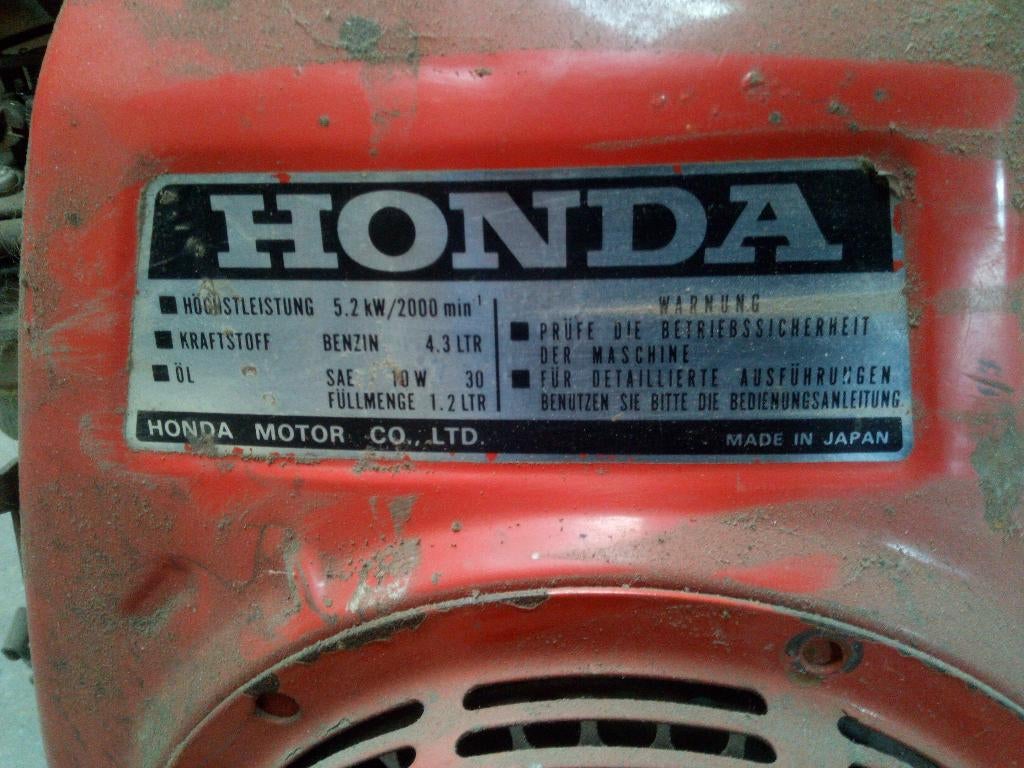 HONDA
■ HÖCHSTLEISTUNG 5.2 kW/2000 min¹
■ KRAFTSTOFF BENZIN 4.3 LTR
■ ÖL SAE 10W 30
FÜLLMENGE 1.2 LTR
WARNUNG
■ PRÜFE DIE BETRIEBSSICHERHEIT
DER MASCHINE
■ FÜR DETAILLIERTE AUSFÜHRUNGEN
BENUTZEN SIE BITTE DIE BEDIENUNGSANLEITUNG
HONDA MOTOR CO., LTD.
MADE IN JAPAN